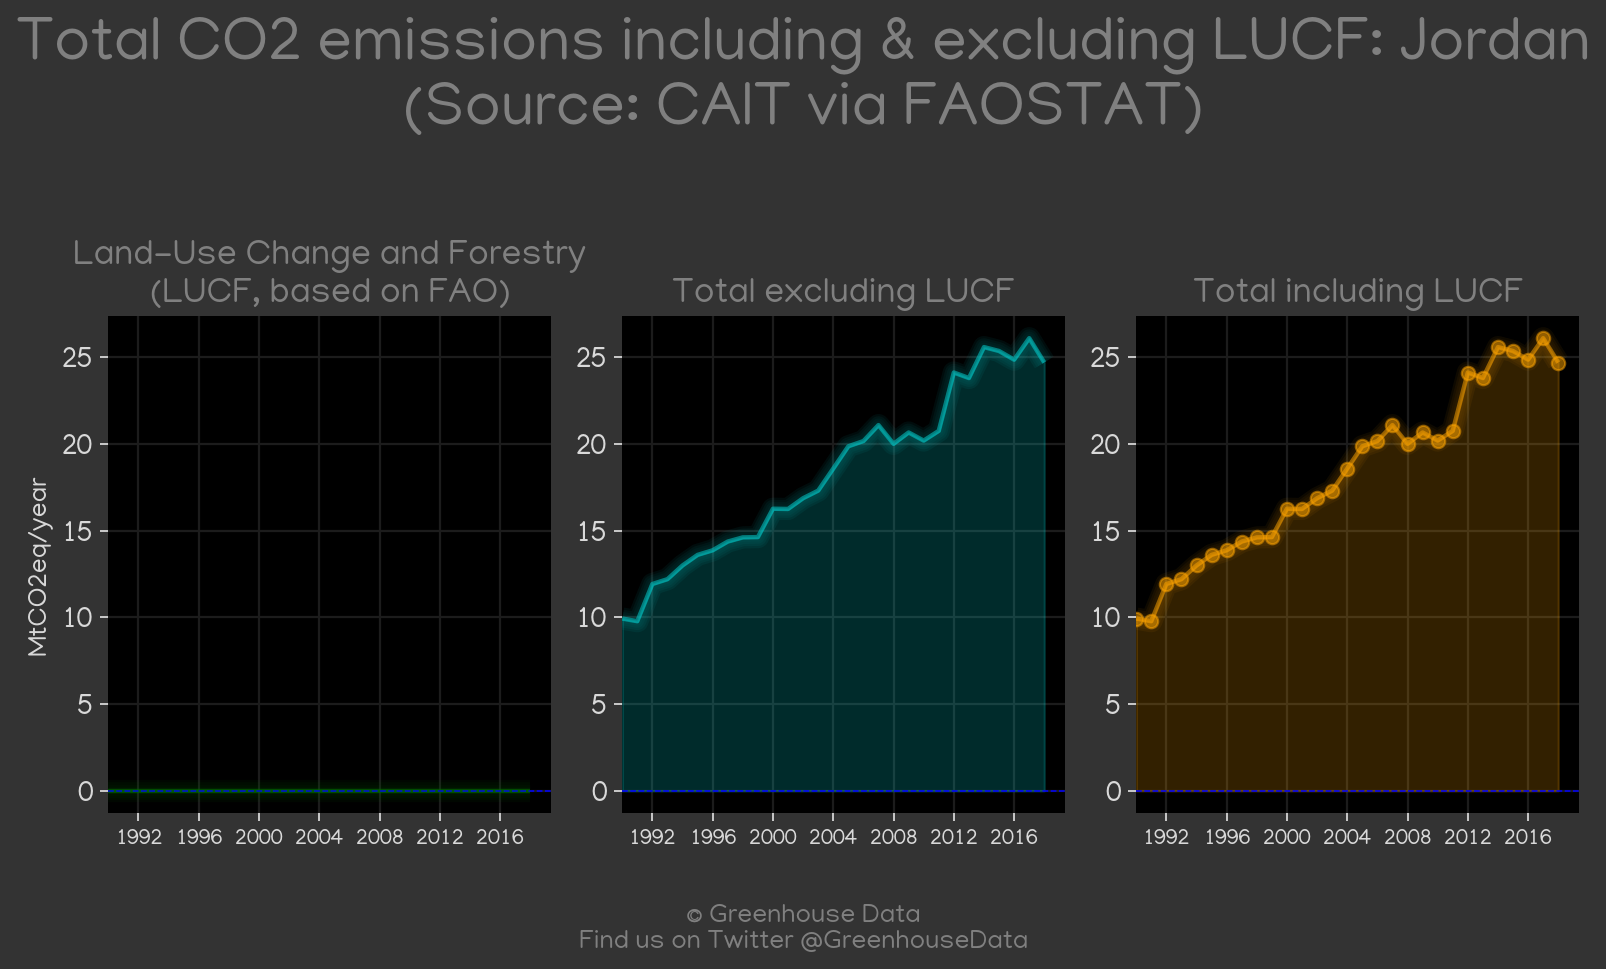 Total CO2 emissions including & excluding LUCF: Jordan
(Source: CAIT via FAOSTAT)
Land-Use Change and Forestry
(LUCF, based on FAO)
MtCO2eq/year
25
20
15
10
5
0
1992 1996 2000 2004 2008 2012 2016
Total excluding LUCF
25
20
15
10
5
0
1992 1996 2000 2004 2008 2012 2016
Total including LUCF
25
20
15
10
5
0
1992 1996 2000 2004 2008 2012 2016
© Greenhouse Data
Find us on Twitter @GreenhouseData